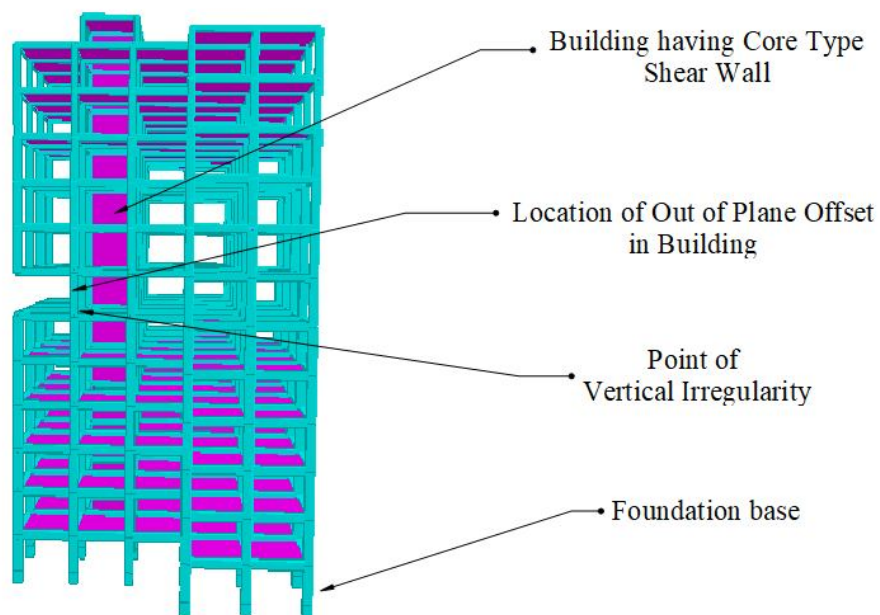 Building having Core Type
Shear Wall
Location of Out of Plane Offset
in Building
Point of
Vertical Irregularity
Foundation base